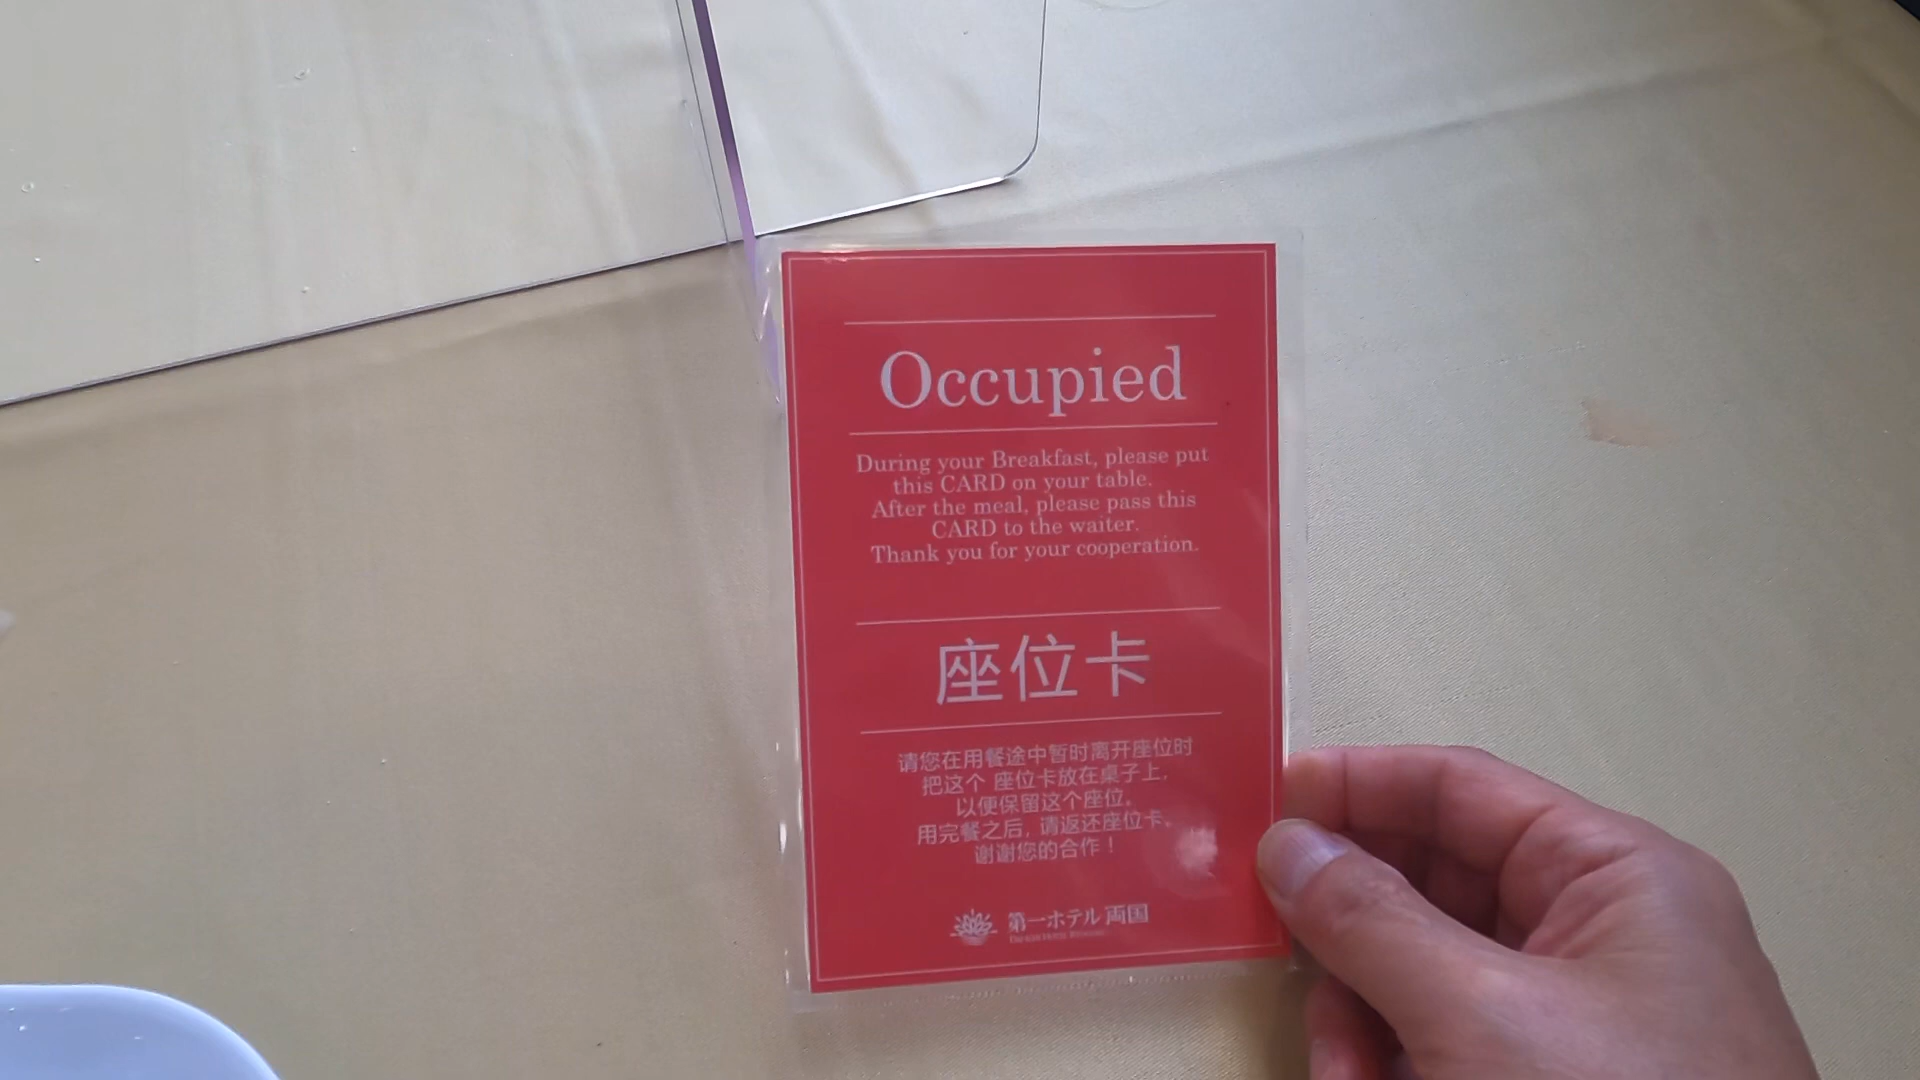 Occupied
During your Breakfast, please put
this CARD on your table.
After the meal, please pass this
CARD to the waiter.
Thank you for your cooperation.
座位卡
请您在用餐途中暂时离开座位时
把这个 座位卡放在桌子上,
以便保留这个座位。
用完餐之后, 请返还座位卡、
谢谢您的合作！
第一ホテル 両国